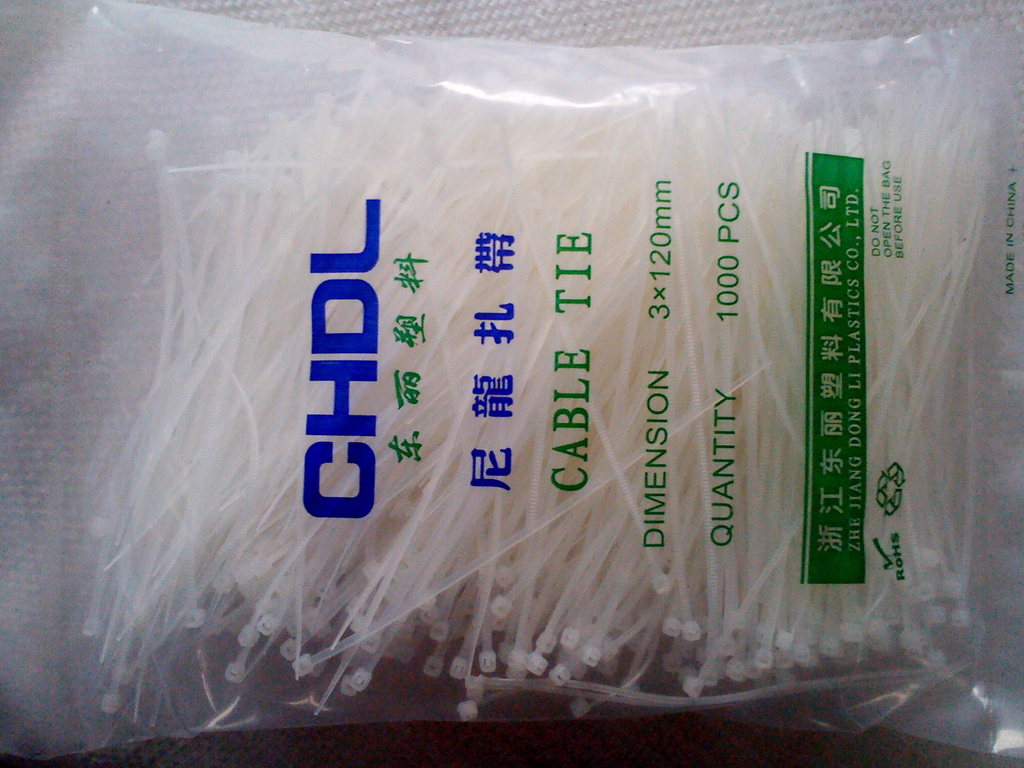 CHDL
东丽塑料
尼龍扎帶
CABLE TIE
DIMENSION 3×120mm
QUANTITY 1000 PCS
浙江东丽塑料有限公司
ZHE JIANG DONG LI PLASTICS CO., LTD.
RoHS
DO NOT
OPEN THE BAG
BEFORE USE
MADE IN CHINA +